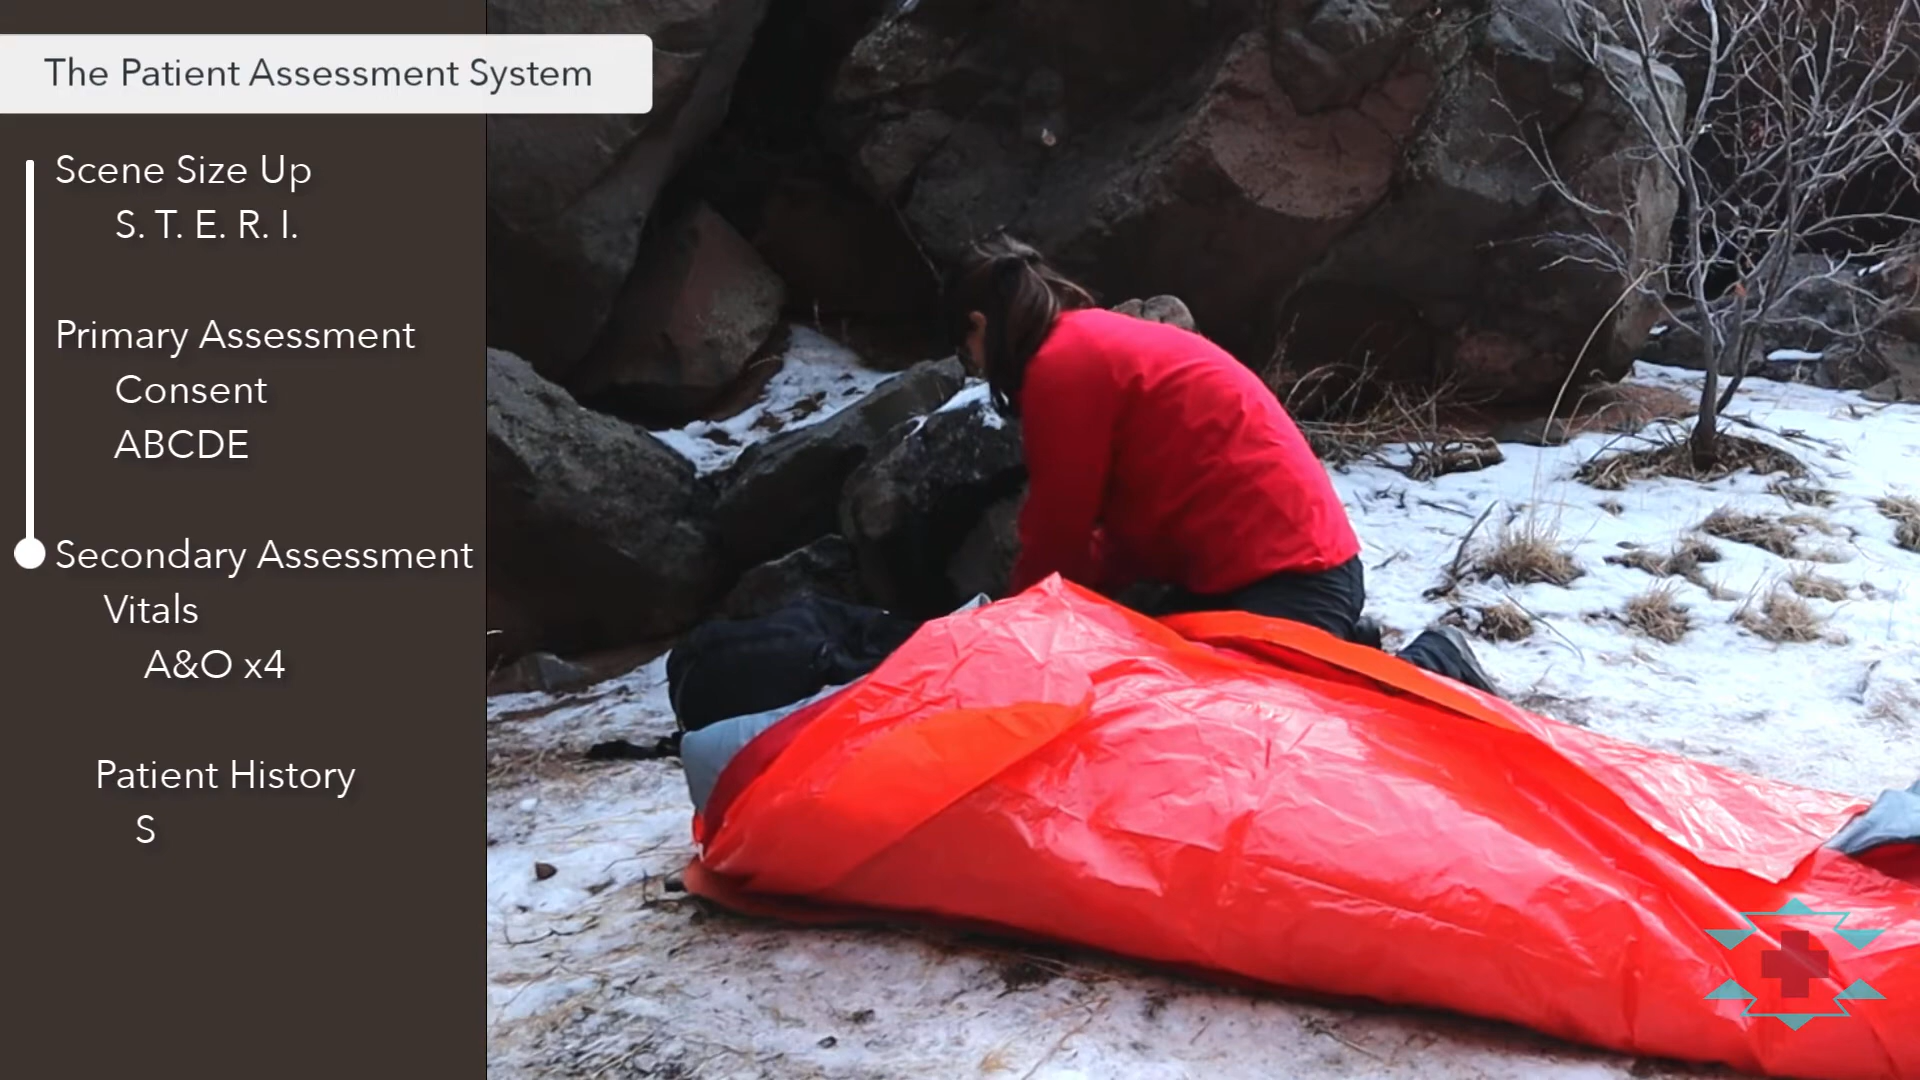 The Patient Assessment System
Scene Size Up
S. T. E. R. I.
Primary Assessment
Consent
ABCDE
Secondary Assessment
Vitals
A&O x4
Patient History
S